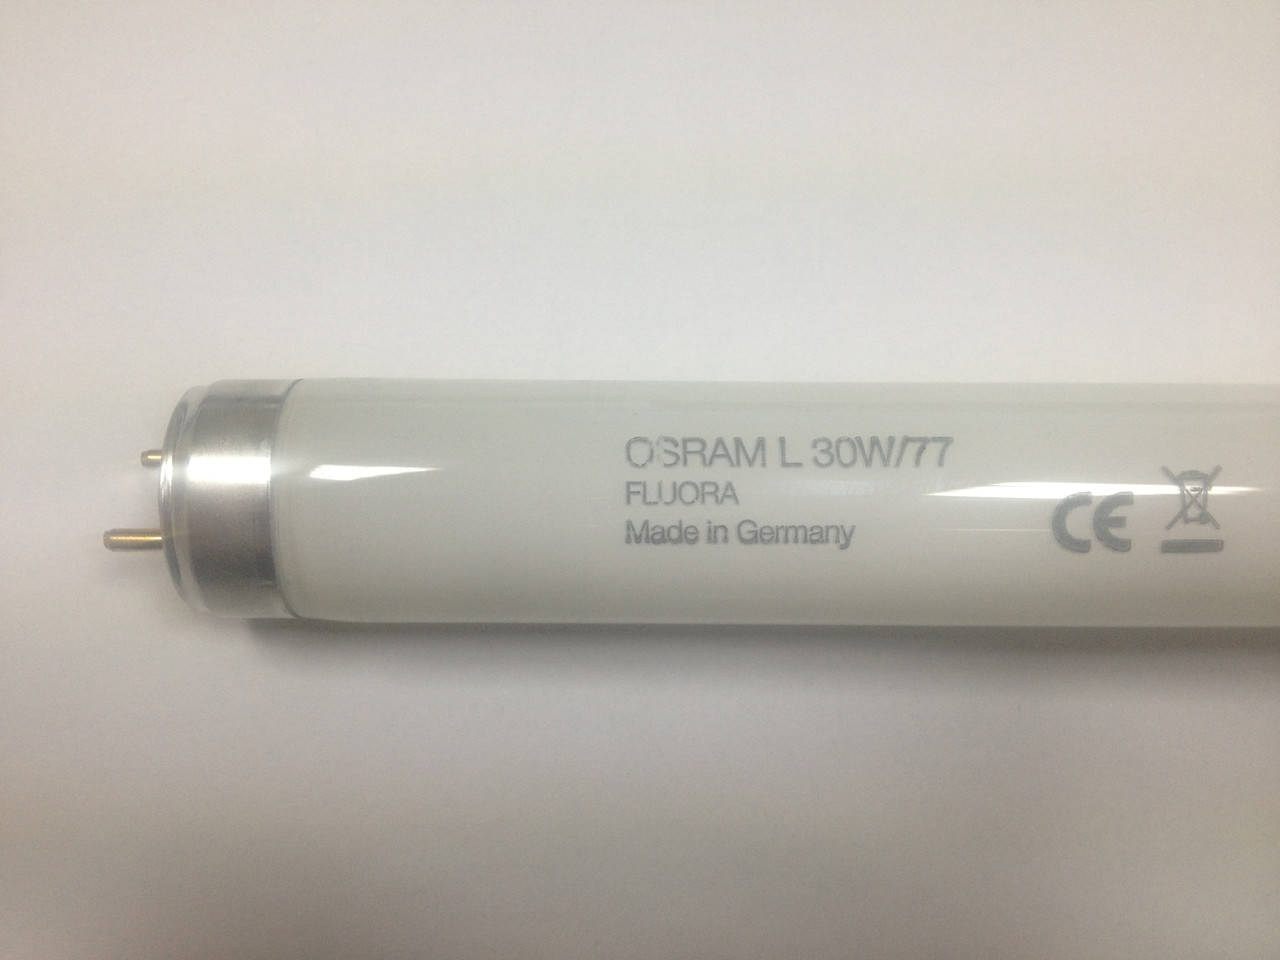 OSRAM L 30W/77
FLUORA
Made in Germany
CE